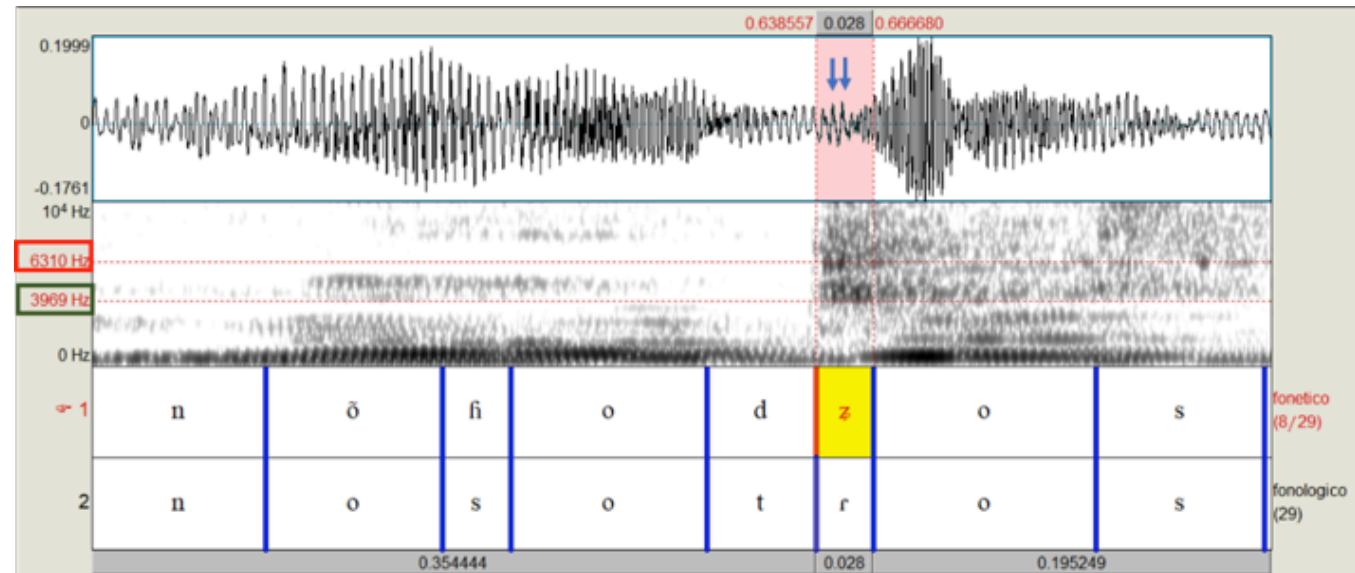 0.638557 0.028 0.666680
0.1999
0
-0.1761
10⁴ Hz
6310 Hz
3969 Hz
0 Hz
☞ 1 n õ ɦ o d ʑ o s fonetico
(8/29)
2 n o s o t ɾ o s fonologico
(29)
0.354444 0.028 0.195249